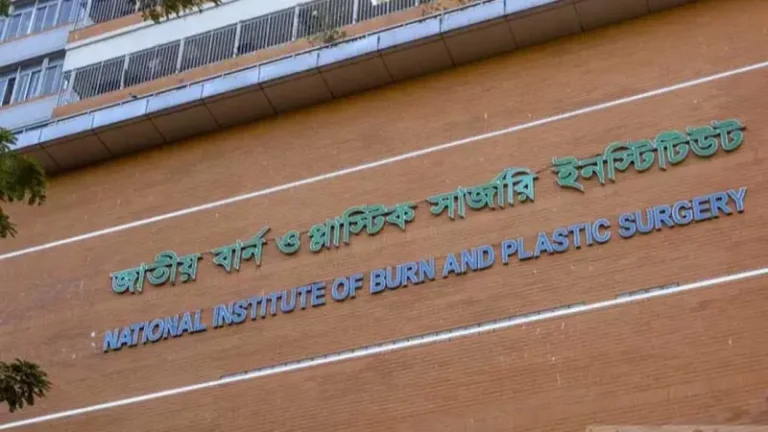 জাতীয় বার্ন ও প্লাস্টিক সার্জারি ইনস্টিটিউট
NATIONAL INSTITUTE OF BURN AND PLASTIC SURGERY